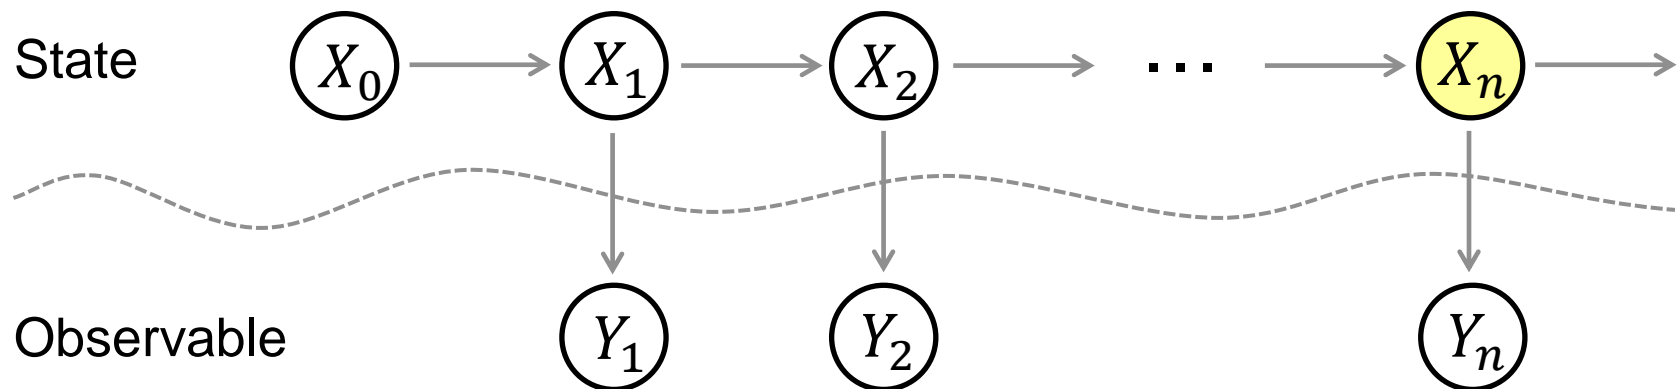 State X₀ X₁ X₂ ... Xₙ
Observable Y₁ Y₂ Yₙ